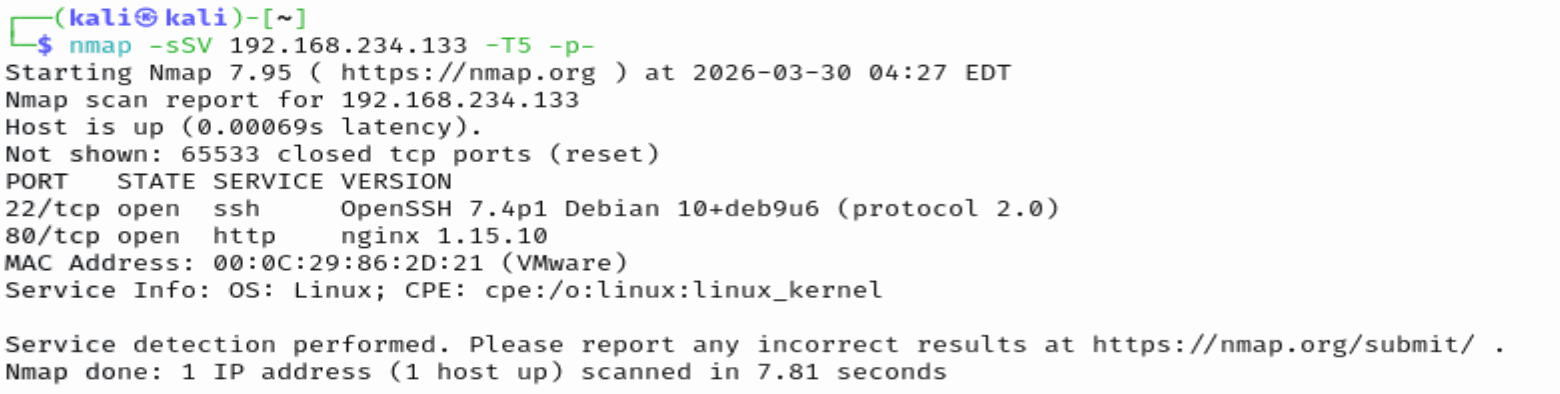 ┌──(kali㉿kali)-[~]
└─$ nmap -sSV 192.168.234.133 -T5 -p-
Starting Nmap 7.95 ( https://nmap.org ) at 2026-03-30 04:27 EDT
Nmap scan report for 192.168.234.133
Host is up (0.00069s latency).
Not shown: 65533 closed tcp ports (reset)
PORT   STATE SERVICE VERSION
22/tcp open  ssh     OpenSSH 7.4p1 Debian 10+deb9u6 (protocol 2.0)
80/tcp open  http    nginx 1.15.10
MAC Address: 00:0C:29:86:2D:21 (VMware)
Service Info: OS: Linux; CPE: cpe:/o:linux:linux_kernel

Service detection performed. Please report any incorrect results at https://nmap.org/submit/ .
Nmap done: 1 IP address (1 host up) scanned in 7.81 seconds